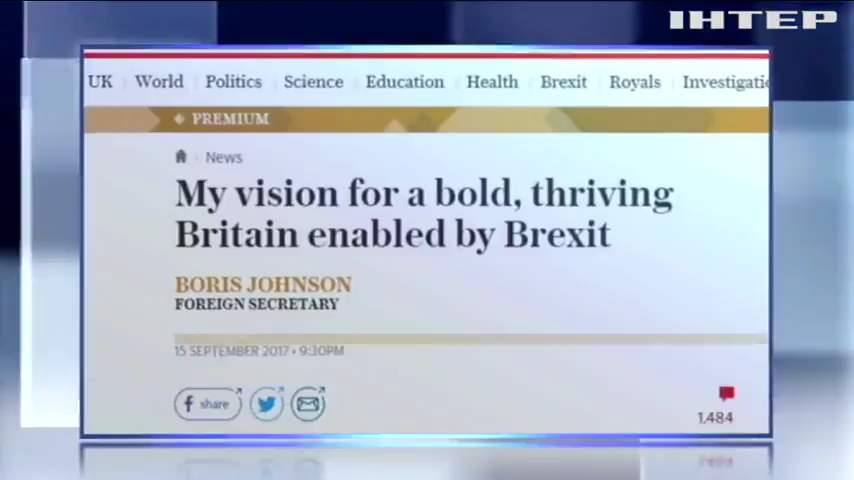 ІНТЕР
UK World Politics Science Education Health Brexit Royals Investigatio
PREMIUM
News
My vision for a bold, thriving
Britain enabled by Brexit
BORIS JOHNSON
FOREIGN SECRETARY
15 SEPTEMBER 2017 • 9:30PM
share
1,484